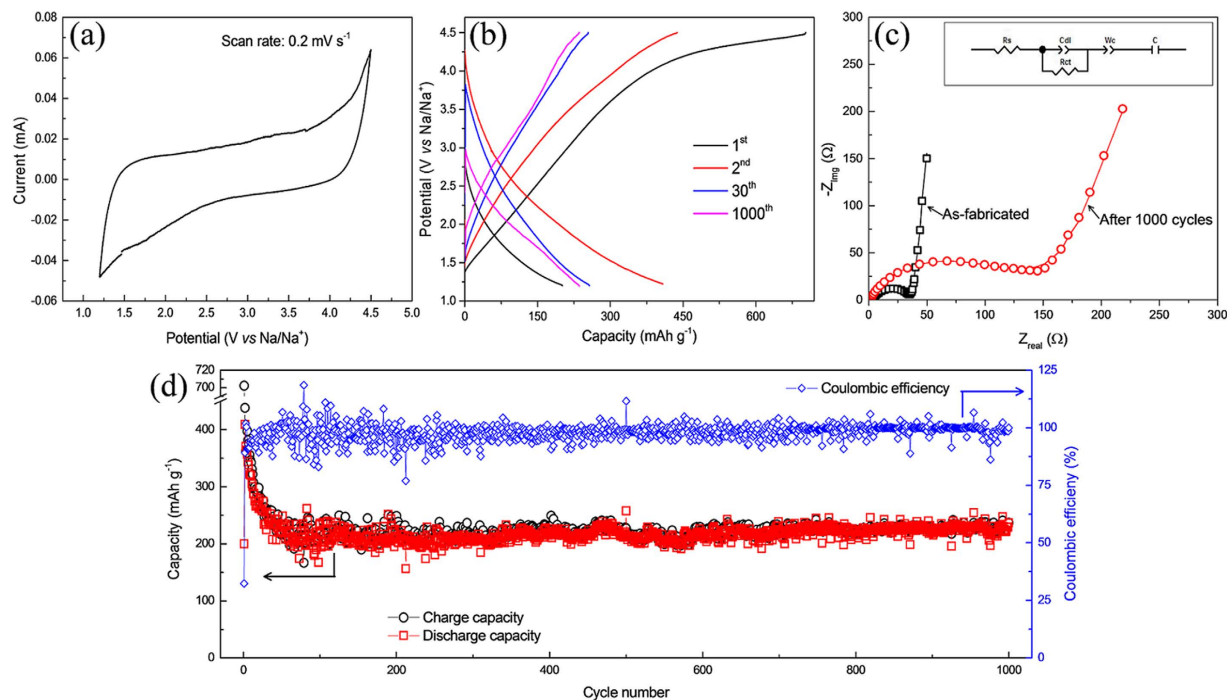 (a)
Scan rate: 0.2 mV s⁻¹
0.08
0.06
0.04
0.02
0.00
-0.02
-0.04
-0.06
Current (mA)
1.0 1.5 2.0 2.5 3.0 3.5 4.0 4.5 5.0
Potential (V vs Na/Na⁺)
(b)
4.5
4.0
3.5
3.0
2.5
2.0
1.5
1.2
Potential (V vs Na/Na⁺)
1ˢᵗ
2ⁿᵈ
30ᵗʰ
1000ᵗʰ
0 150 300 450 600
Capacity (mAh g⁻¹)
(c)
300
250
200
150
100
50
0
-Zimg (Ω)
Rs Cdl Wc C
Rct
As-fabricated
After 1000 cycles
0 50 100 150 200 250 300
Zreal (Ω)
(d)
720
700
400
300
200
100
0
Capacity (mAh g⁻¹)
Coulombic efficiency
Charge capacity
Discharge capacity
125
100
75
50
25
0
Coulombic efficieny (%)
0 200 400 600 800 1000
Cycle number